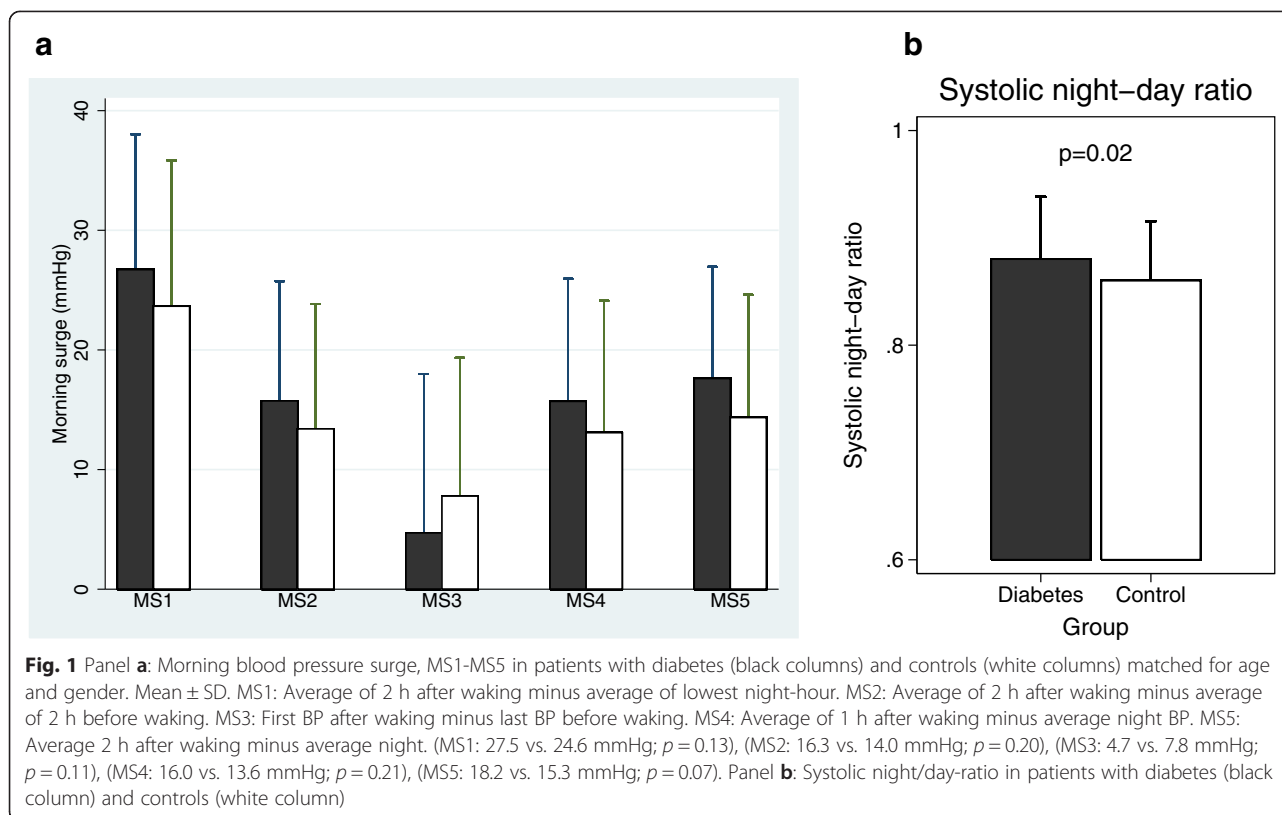 a
40
30
20
10
0
Morning surge (mmHg)
MS1 MS2 MS3 MS4 MS5
b
Systolic night–day ratio
1
.8
.6
Systolic night–day ratio
p=0.02
Diabetes Control
Group
Fig. 1 Panel a: Morning blood pressure surge, MS1-MS5 in patients with diabetes (black columns) and controls (white columns) matched for age
and gender. Mean ± SD. MS1: Average of 2 h after waking minus average of lowest night-hour. MS2: Average of 2 h after waking minus average
of 2 h before waking. MS3: First BP after waking minus last BP before waking. MS4: Average of 1 h after waking minus average night BP. MS5:
Average 2 h after waking minus average night. (MS1: 27.5 vs. 24.6 mmHg; p = 0.13), (MS2: 16.3 vs. 14.0 mmHg; p = 0.20), (MS3: 4.7 vs. 7.8 mmHg;
p = 0.11), (MS4: 16.0 vs. 13.6 mmHg; p = 0.21), (MS5: 18.2 vs. 15.3 mmHg; p = 0.07). Panel b: Systolic night/day-ratio in patients with diabetes (black
column) and controls (white column)